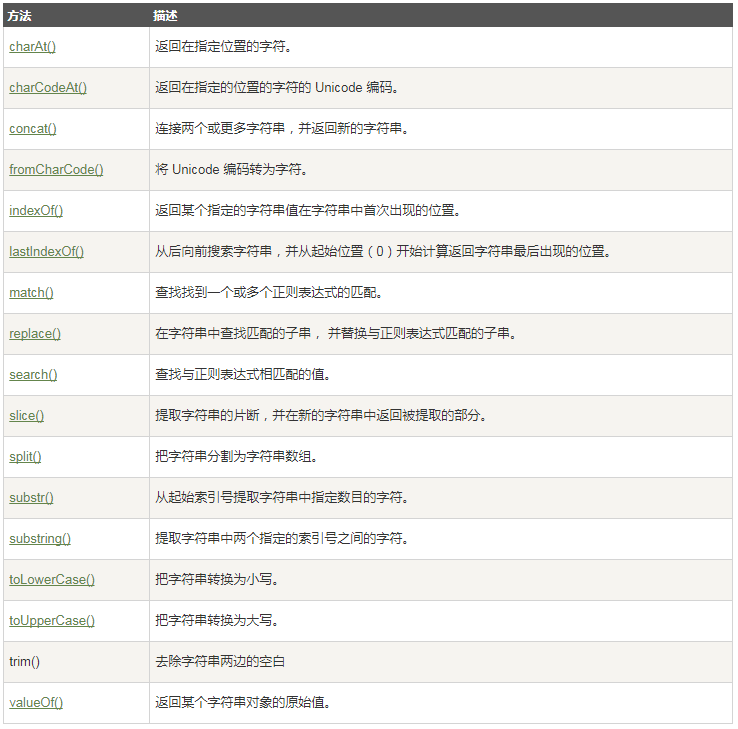 方法 描述
charAt() 返回在指定位置的字符。
charCodeAt() 返回在指定的位置的字符的 Unicode 编码。
concat() 连接两个或更多字符串，并返回新的字符串。
fromCharCode() 将 Unicode 编码转为字符。
indexOf() 返回某个指定的字符串值在字符串中首次出现的位置。
lastIndexOf() 从后向前搜索字符串，并从起始位置（0）开始计算返回字符串最后出现的位置。
match() 查找找到一个或多个正则表达式的匹配。
replace() 在字符串中查找匹配的子串， 并替换与正则表达式匹配的子串。
search() 查找与正则表达式相匹配的值。
slice() 提取字符串的片断，并在新的字符串中返回被提取的部分。
split() 把字符串分割为字符串数组。
substr() 从起始索引号提取字符串中指定数目的字符。
substring() 提取字符串中两个指定的索引号之间的字符。
toLowerCase() 把字符串转换为小写。
toUpperCase() 把字符串转换为大写。
trim() 去除字符串两边的空白
valueOf() 返回某个字符串对象的原始值。